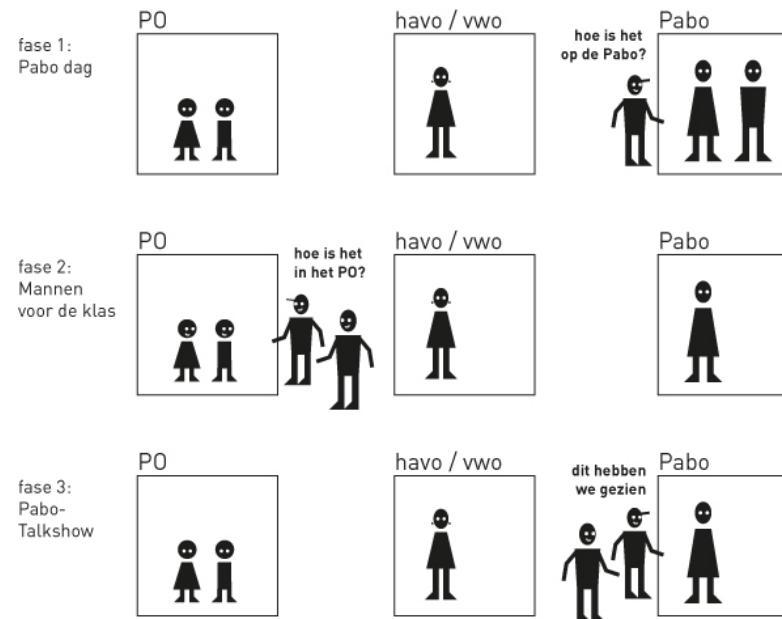 PO
havo / vwo
Pabo
fase 1:
Pabo dag
hoe is het
op de Pabo?
PO
havo / vwo
Pabo
fase 2:
Mannen
voor de klas
hoe is het
in het PO?
PO
havo / vwo
Pabo
fase 3:
Pabo-
Talkshow
dit hebben
we gezien